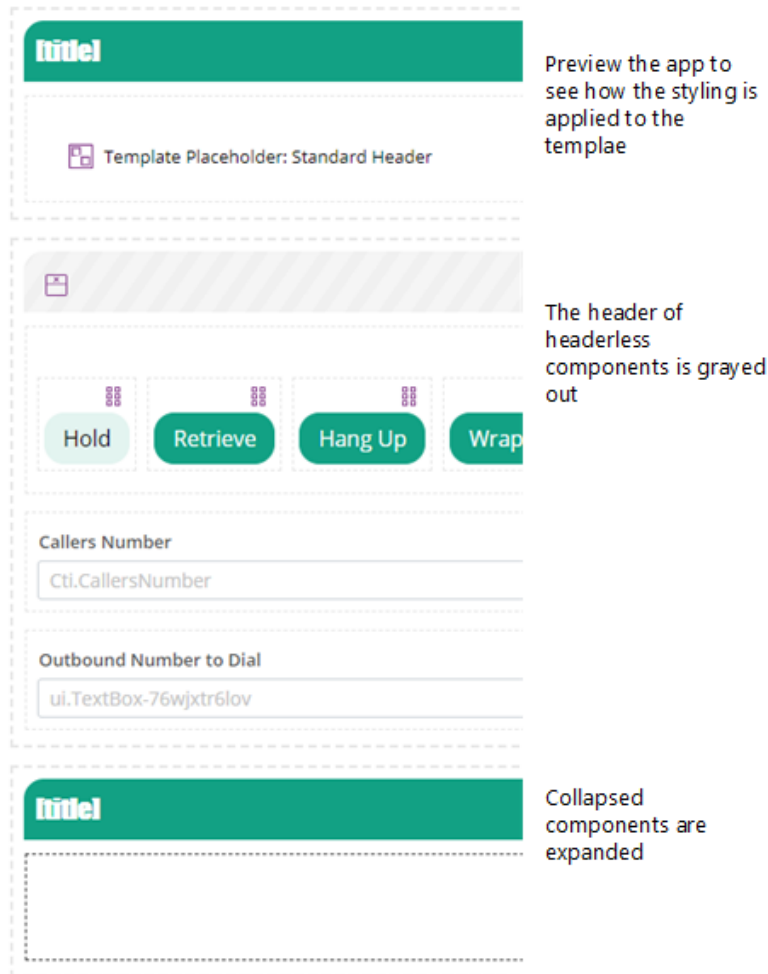 [title]
Preview the app to
see how the styling is
applied to the
templae
Template Placeholder: Standard Header
The header of
headerless
components is grayed
out
Hold
Retrieve
Hang Up
Wrap
Callers Number
Cti.CallersNumber
Outbound Number to Dial
ui.TextBox-76wjxtr6lov
[title]
Collapsed
components are
expanded